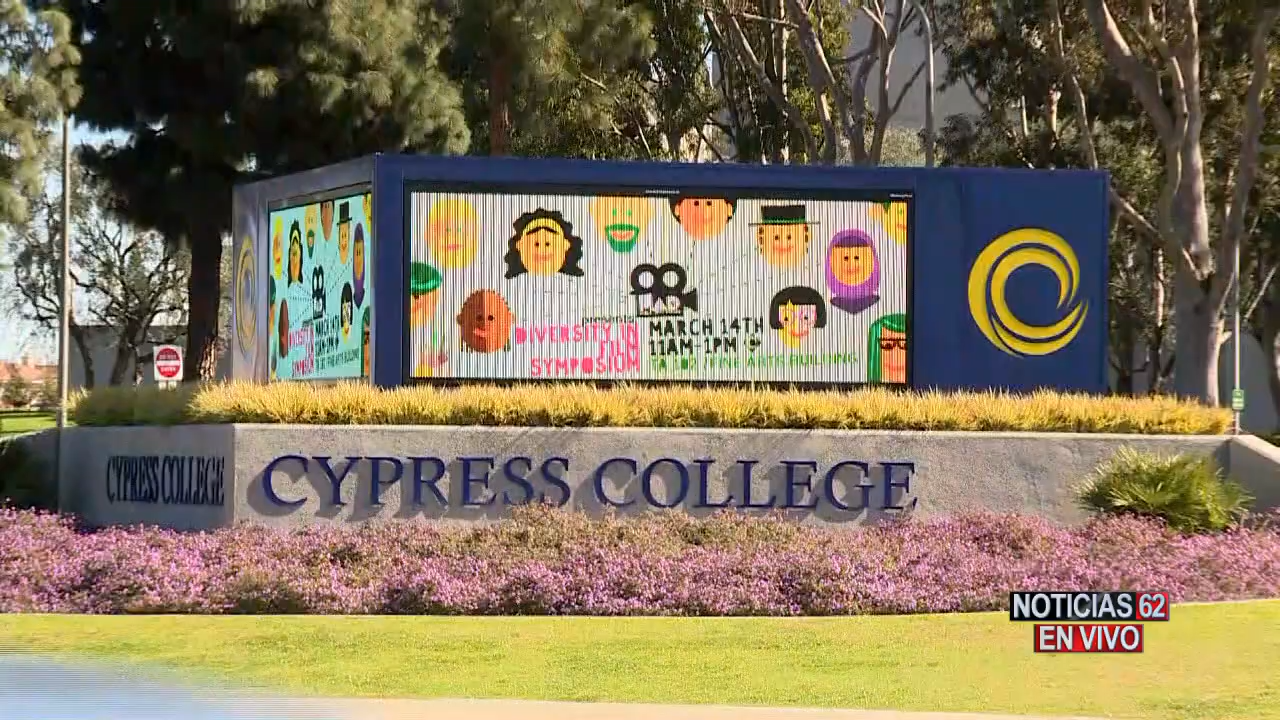 presents
DIVERSITY IN
FILM
SYMPOSIUM
MARCH 14TH
11AM-1PM @
FINE ARTS BUILDING
CYPRESS COLLEGE
CYPRESS COLLEGE
NOTICIAS 62
EN VIVO